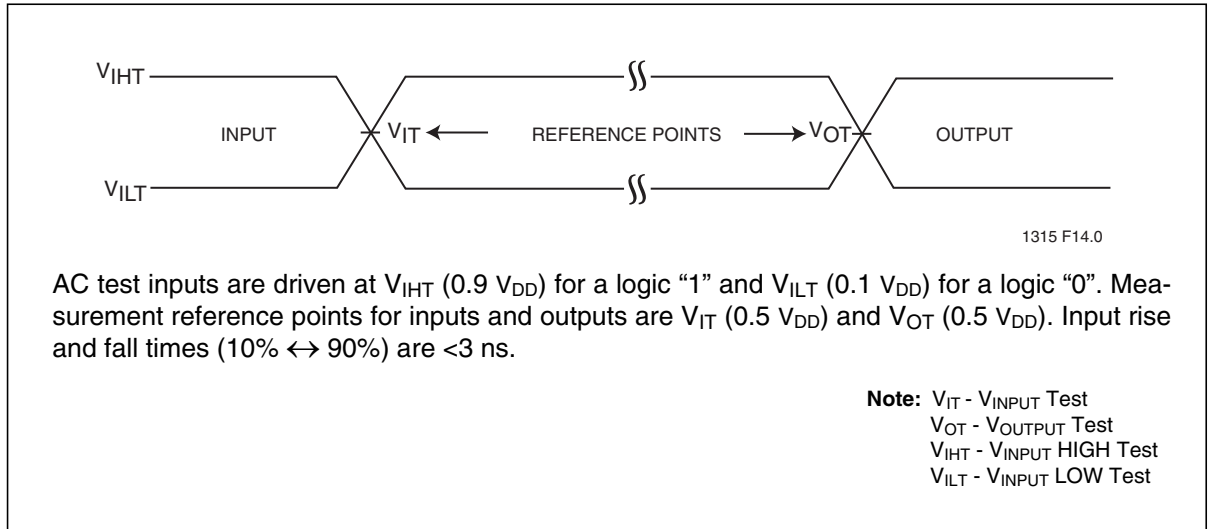 VIHT
INPUT VIT REFERENCE POINTS VOT OUTPUT
VILT
1315 F14.0
AC test inputs are driven at VIHT (0.9 VDD) for a logic “1” and VILT (0.1 VDD) for a logic “0”. Mea-
surement reference points for inputs and outputs are VIT (0.5 VDD) and VOT (0.5 VDD). Input rise
and fall times (10% ↔ 90%) are <3 ns.
Note: VIT - VINPUT Test
VOT - VOUTPUT Test
VIHT - VINPUT HIGH Test
VILT - VINPUT LOW Test